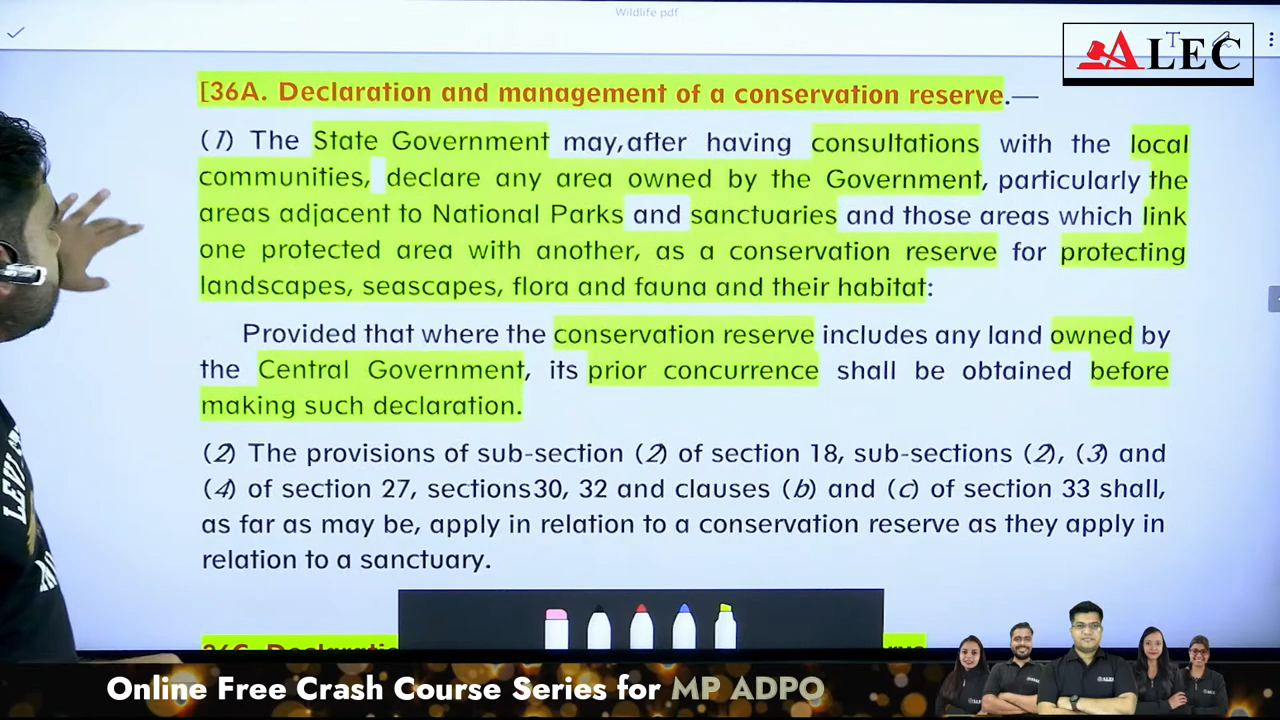 Wildlife pdf
ALEC
[36A. Declaration and management of a conservation reserve.—
(1) The State Government may, after having consultations with the local
communities, declare any area owned by the Government, particularly the
areas adjacent to National Parks and sanctuaries and those areas which link
one protected area with another, as a conservation reserve for protecting
landscapes, seascapes, flora and fauna and their habitat:
Provided that where the conservation reserve includes any land owned by
the Central Government, its prior concurrence shall be obtained before
making such declaration.
(2) The provisions of sub-section (2) of section 18, sub-sections (2), (3) and
(4) of section 27, sections30, 32 and clauses (b) and (c) of section 33 shall,
as far as may be, apply in relation to a conservation reserve as they apply in
relation to a sanctuary.
Online Free Crash Course Series for MP ADPO